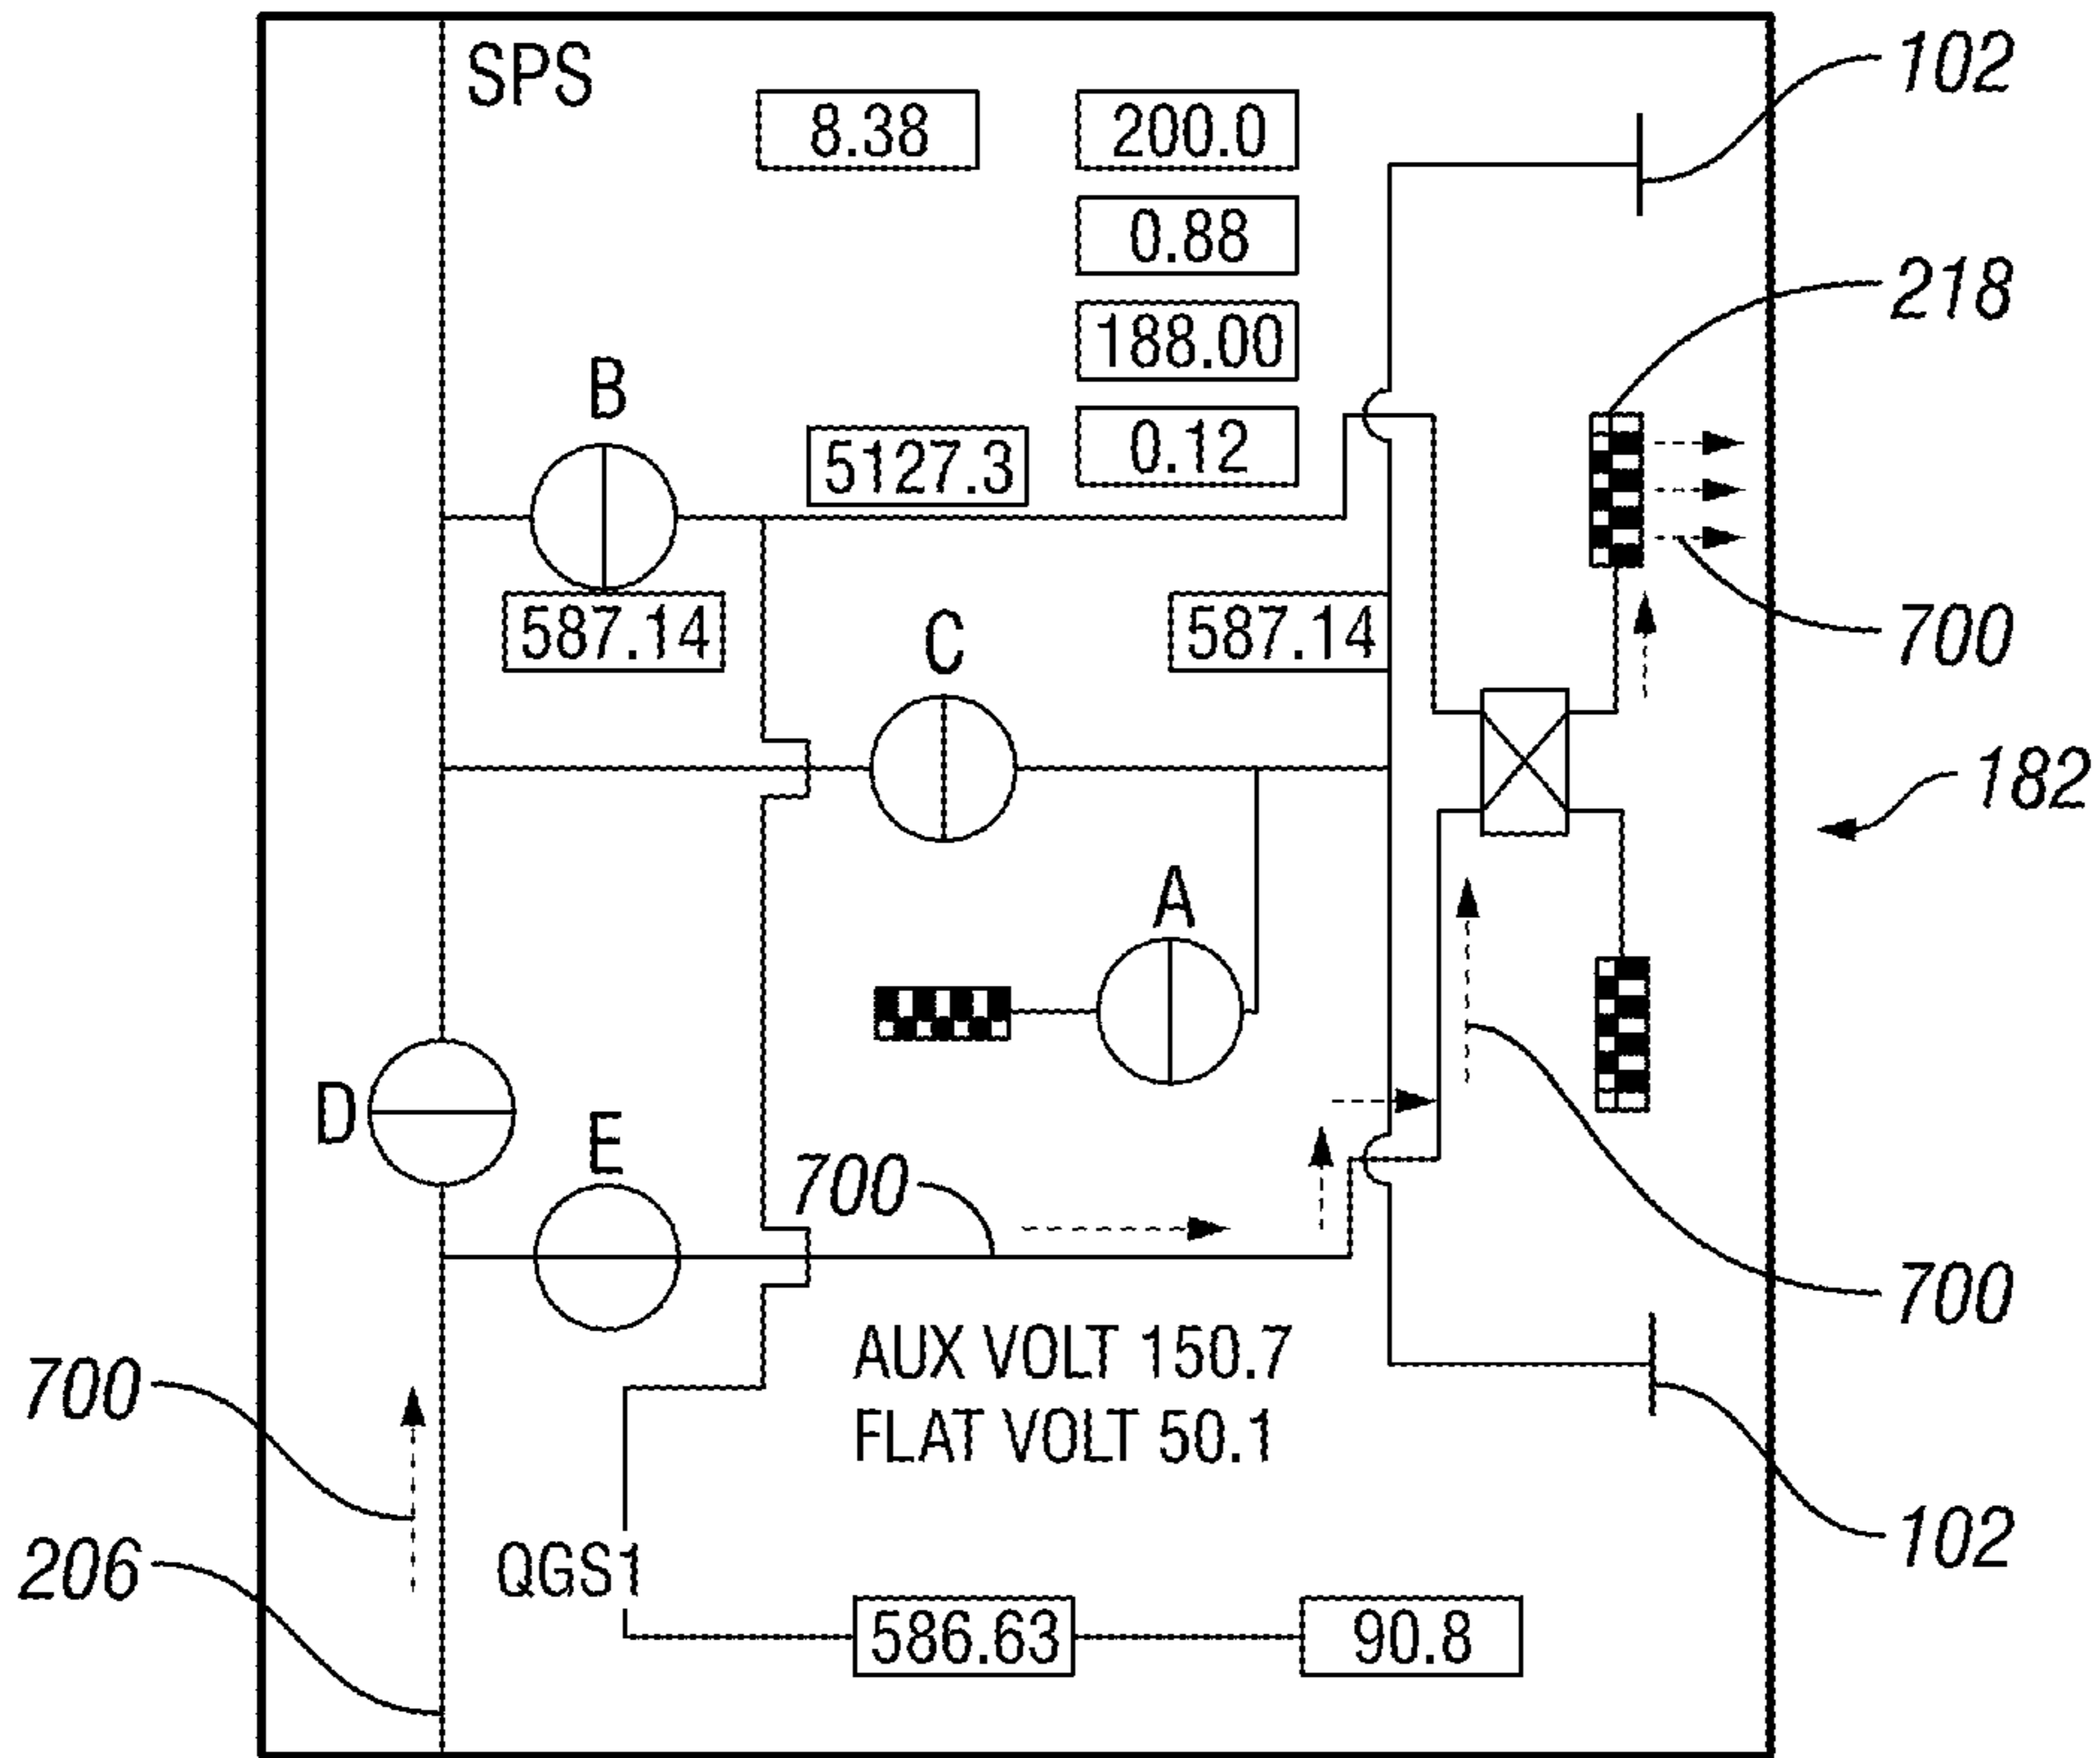 SPS
102
8.38
200.0
0.88
218
188.00
B
0.12
5127.3
587.14
587.14
C
700
182
A
D
E
700
700
AUX VOLT 150.7
FLAT VOLT 50.1
700
102
206
QGS1
586.63
90.8